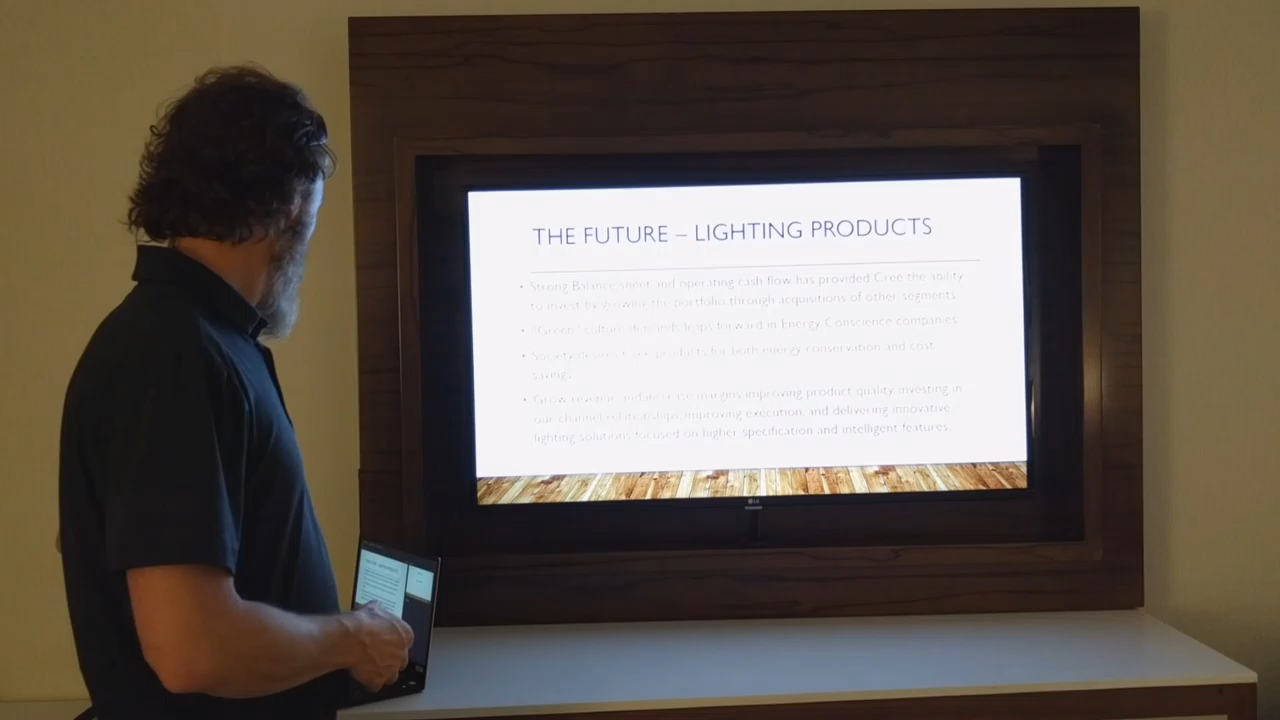 THE FUTURE – LIGHTING PRODUCTS
• Strong Balance sheet and operating cash flow has provided Cree the ability
to invest by growing the portfolio through acquisitions of other segments.
• "Green" culture demands leaps forward in Energy Conscience companies
• Society desires products for both energy conservation and cost
savings.
• Grow revenue and increase margins improving product quality, investing in
our channel relationships, improving execution, and delivering innovative
lighting solutions focused on higher specification and intelligent features.
LG